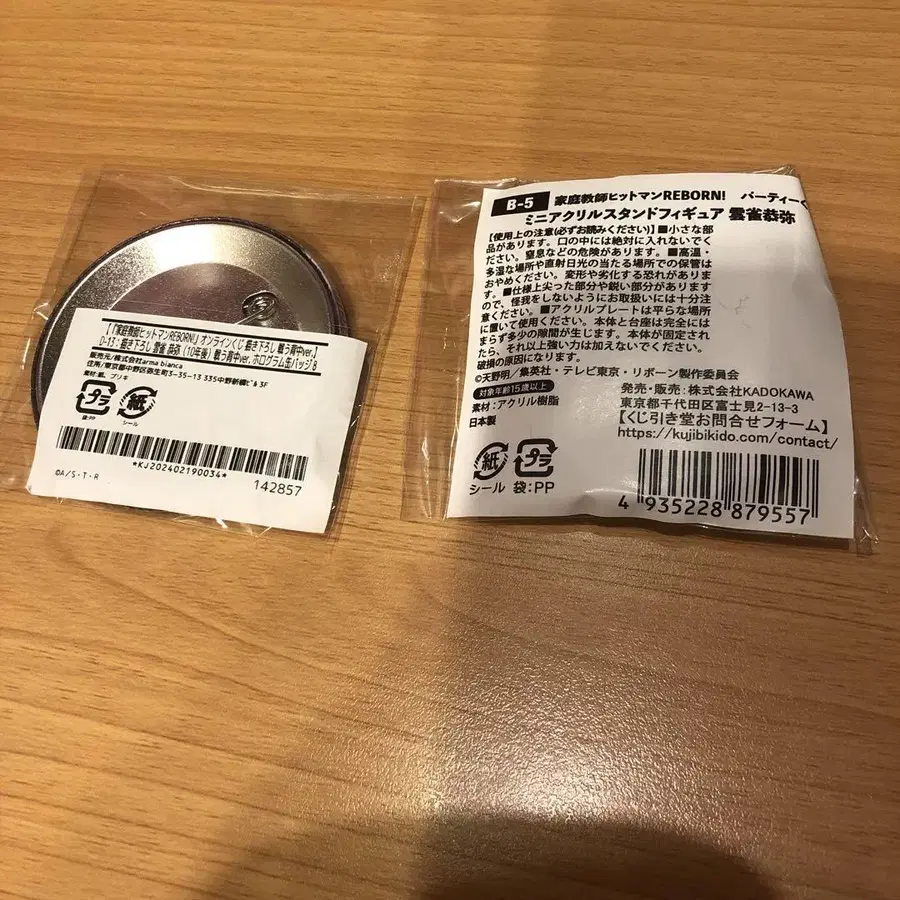 【「家庭教師ヒットマンREBORN!」オンラインくじ 描き下ろし 戦う背中ver.】
D-13：描き下ろし 雲雀 恭弥 (10年後) 戦う背中ver. ホログラム缶バッジ B
販売元/株式会社arma bianca
住所/東京都中野区弥生町3-35-13 335中野新橋ビル 3F
素材:紙、ブリキ
プラ
袋:PP
紙
シール
*KJ202402190034*
©A/S・T・R
142857
B-5 家庭教師ヒットマンREBORN! パーティーく
ミニアクリルスタンドフィギュア 雲雀恭弥
【使用上の注意(必ずお読みください)】■小さな部
品があります。口の中には絶対に入れないでく
ださい。窒息などの危険があります。■高温・
多湿な場所や直射日光の当たる場所での保管は
おやめください。変形や劣化する恐れがありま
す。■仕様上尖った部分や鋭い部分があります
ので、怪我をしないようにお取扱いには十分注
意ください。■アクリルプレートは平らな場所
に置いて使用ください。本体と台座は完全には
まらず多少の隙間が生じます。本体が固定され
たら、それ以上強い力は加えないでください。
破損の原因になります。
©天野明／集英社・テレビ東京・リボーン製作委員会
対象年齢15歳以上
素材:アクリル樹脂
日本製
発売・販売:株式会社KADOKAWA
東京都千代田区富士見2-13-3
【くじ引き堂お問合せフォーム】
https://kujibikido.com/contact/
紙
シール
プラ
袋:PP
4 935228 879557